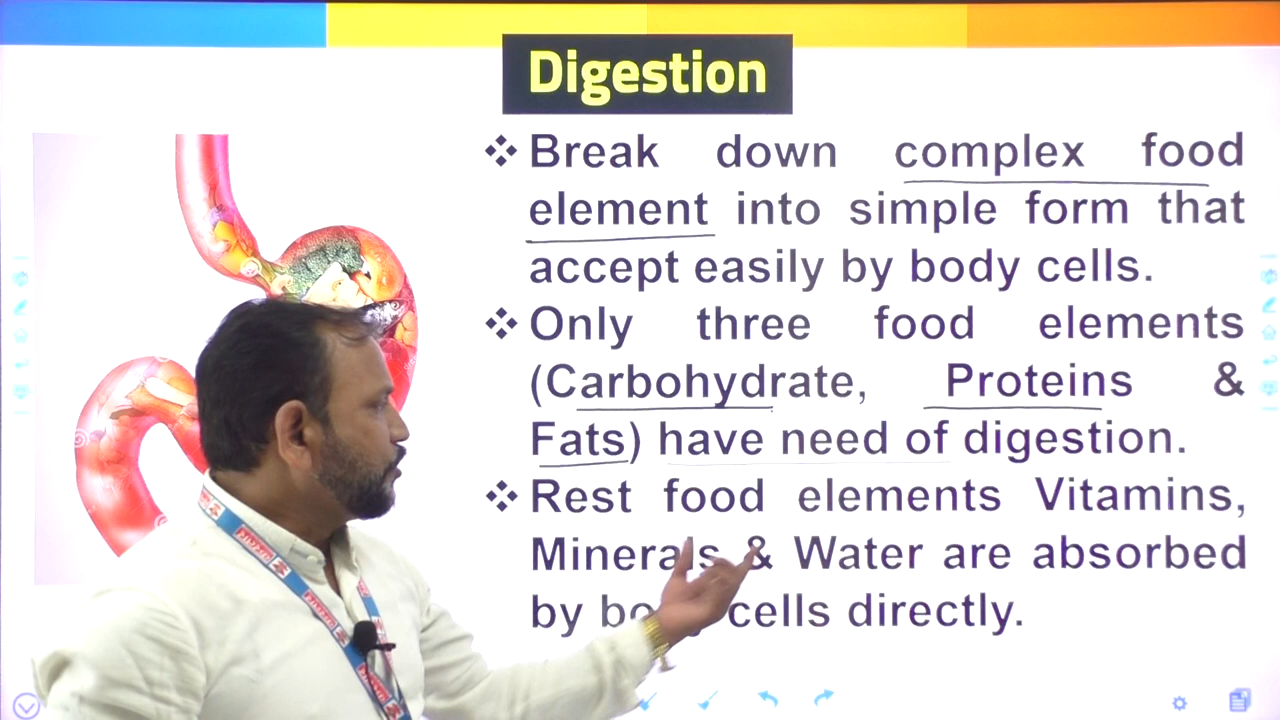 Digestion
❖ Break down complex food
element into simple form that
accept easily by body cells.
❖ Only three food elements
(Carbohydrate, Proteins &
Fats) have need of digestion.
❖ Rest food elements Vitamins,
Minerals & Water are absorbed
by cells directly.